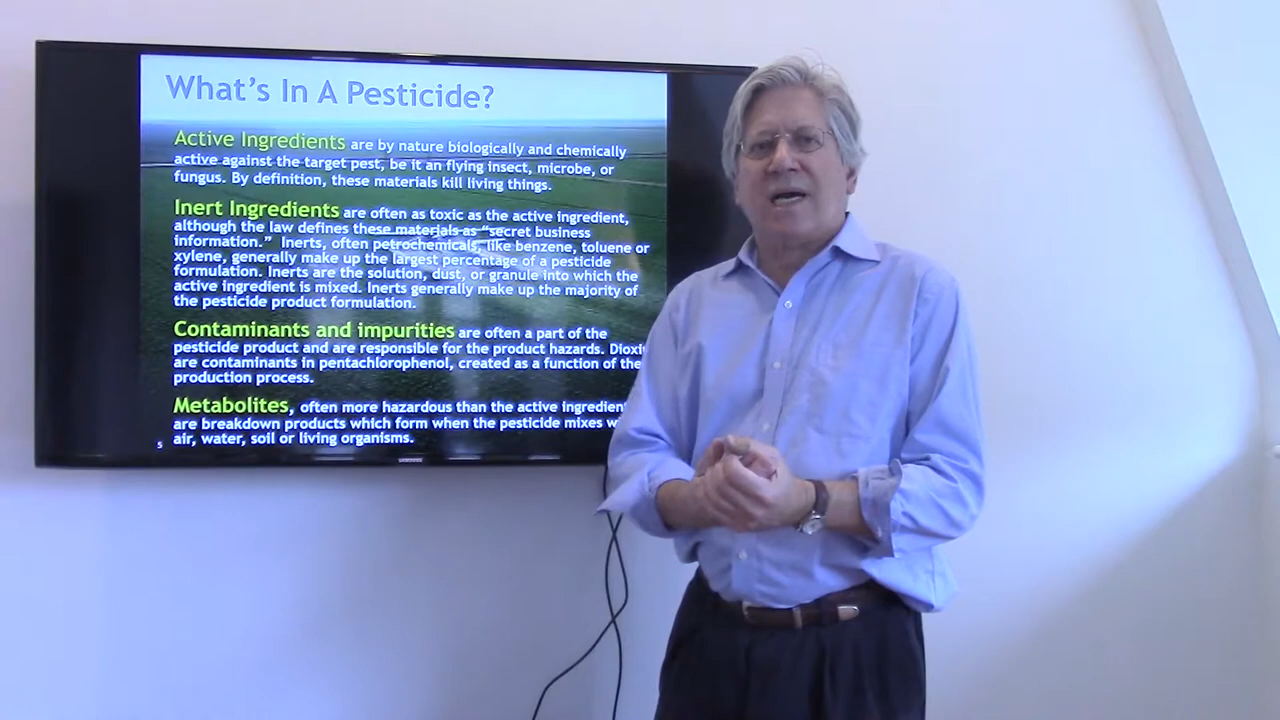 What's In A Pesticide?
Active Ingredients are by nature biologically and chemically
active against the target pest, be it an flying insect, microbe, or
fungus. By definition, these materials kill living things.
Inert Ingredients are often as toxic as the active ingredient,
although the law defines these materials as “secret business
information.” Inerts, often petrochemicals, like benzene, toluene or
xylene, generally make up the largest percentage of a pesticide
formulation. Inerts are the solution, dust, or granule into which the
active ingredient is mixed. Inerts generally make up the majority of
the pesticide product formulation.
Contaminants and impurities are often a part of the
pesticide product and are responsible for the product hazards.
are contaminants in pentachlorophenol, created as a function of the
production process.
Metabolites, often more hazardous than the active ingredient
are breakdown products which form when the pesticide mixes
air, water, soil or living organisms.
5
SAMSUNG